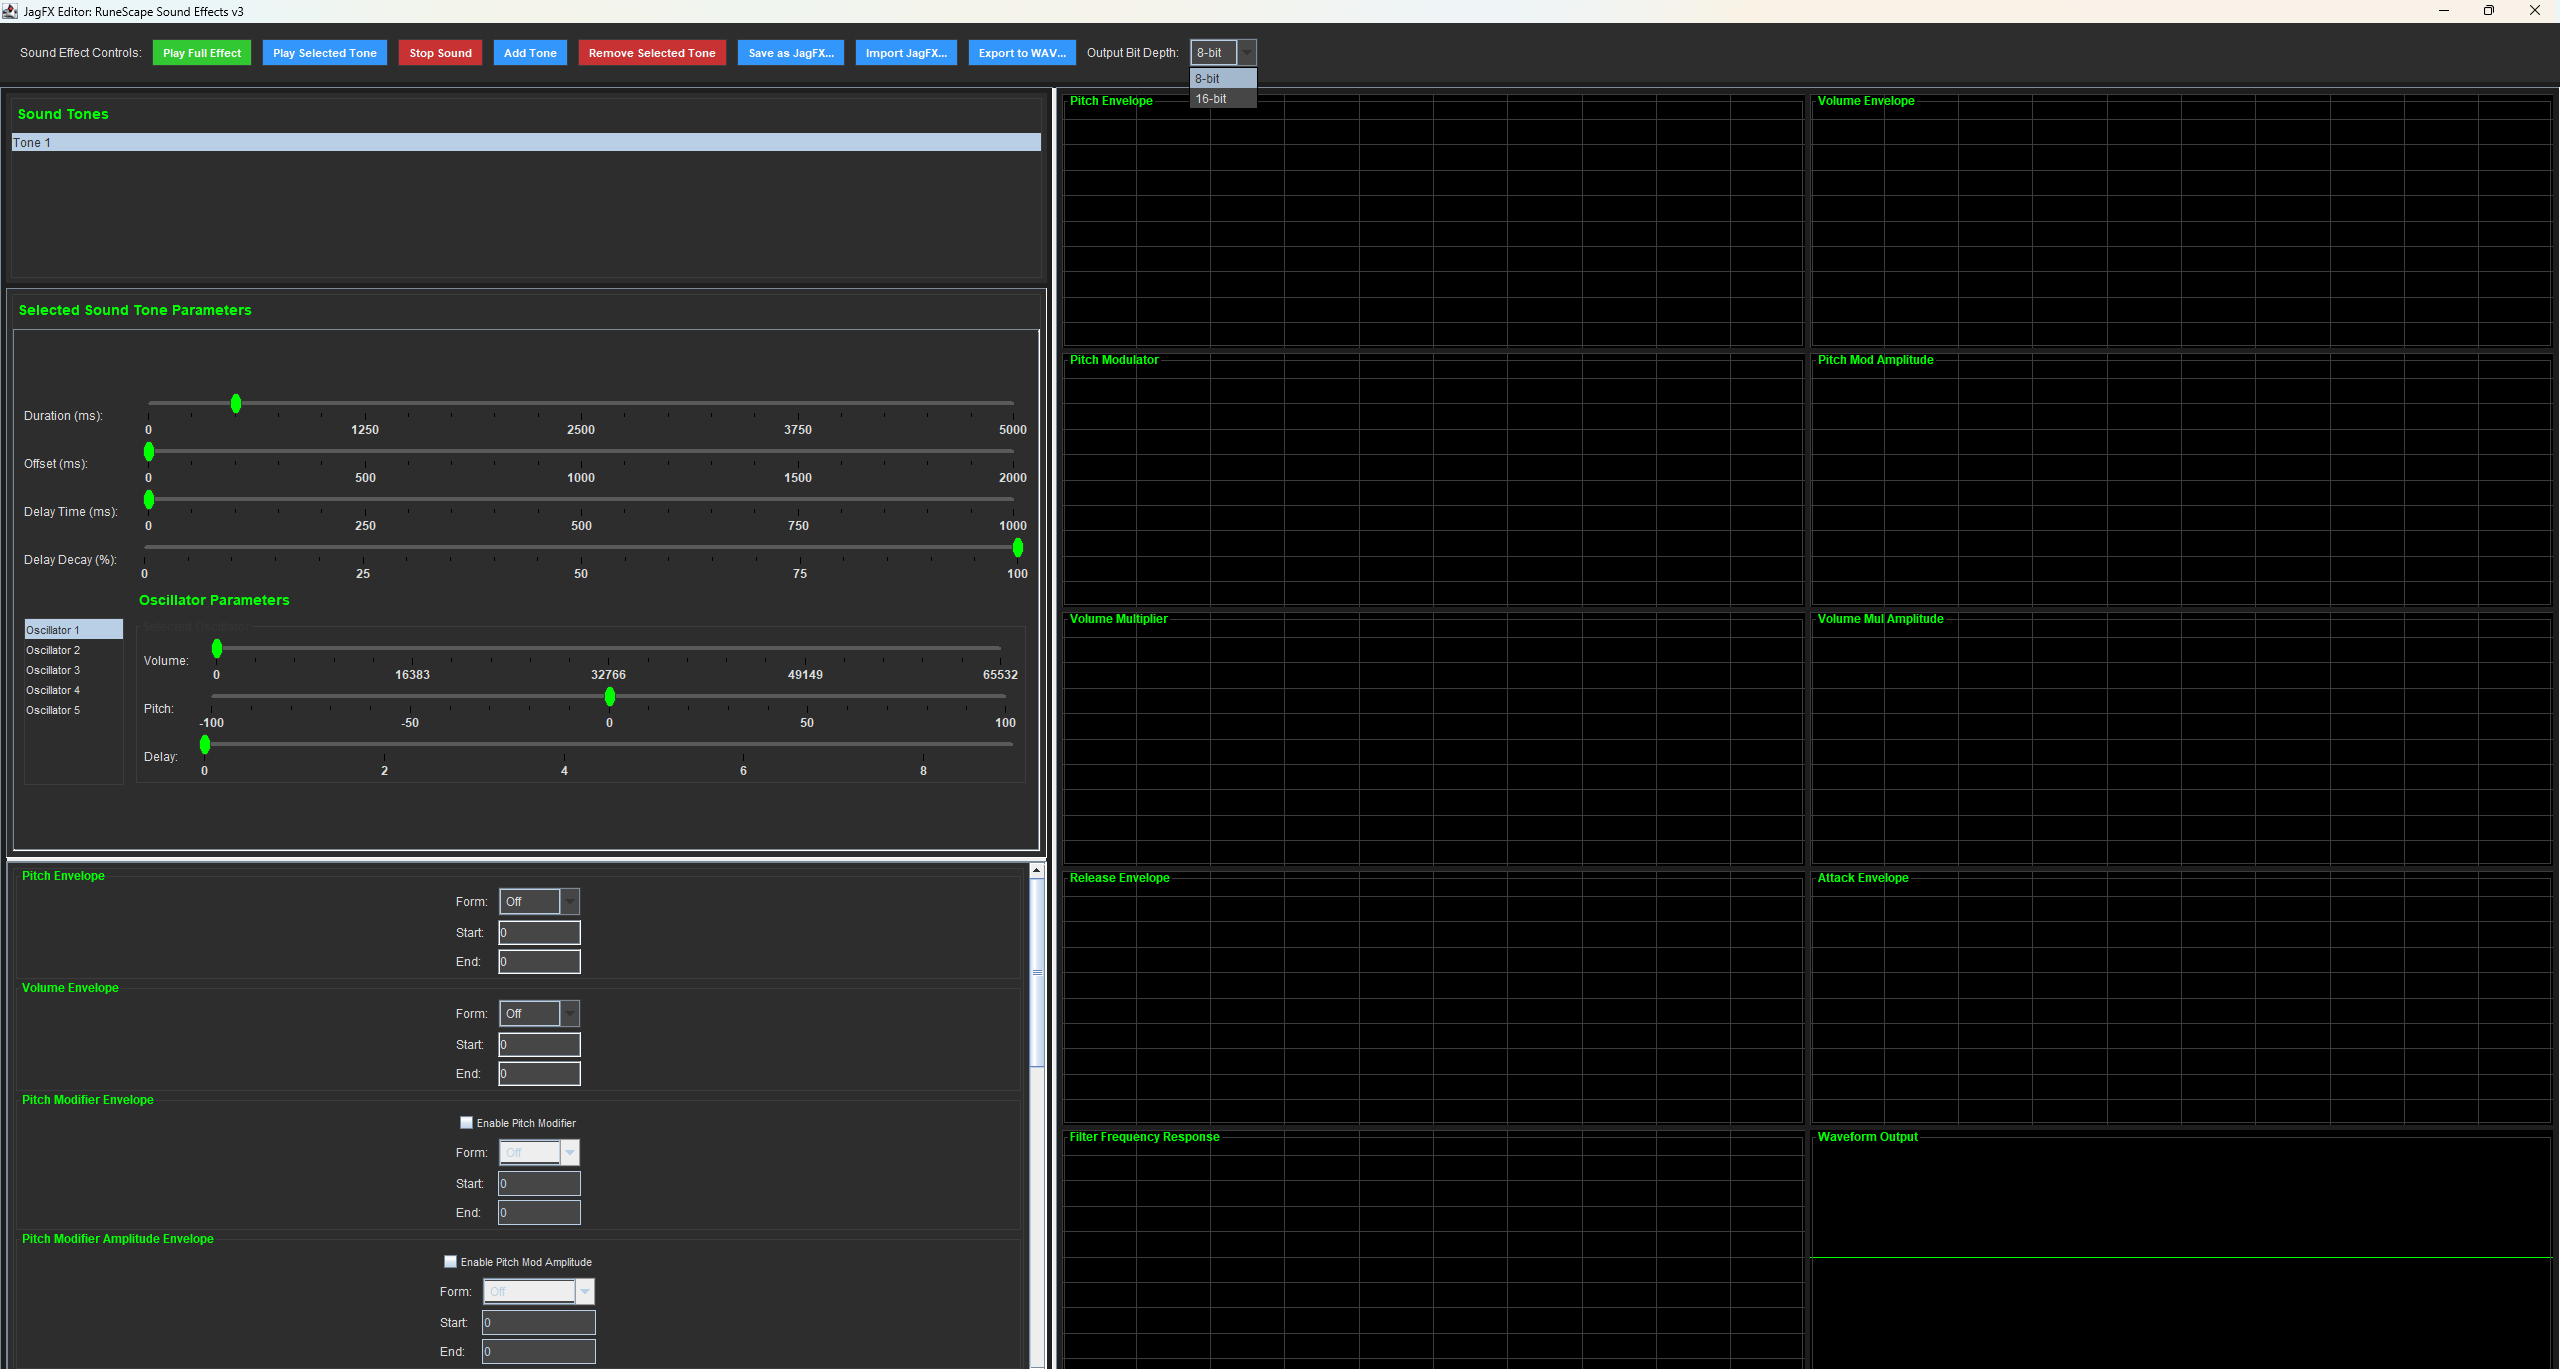 JagFX Editor: RuneScape Sound Effects v3
Sound Effect Controls: Play Full Effect Play Selected Tone Stop Sound Add Tone Remove Selected Tone Save as JagFX... Import JagFX... Export to WAV... Output Bit Depth: 8-bit
8-bit
16-bit
Sound Tones
Tone 1
Selected Sound Tone Parameters
Duration (ms):
0 1250 2500 3750 5000
Offset (ms):
0 500 1000 1500 2000
Delay Time (ms):
0 250 500 750 1000
Delay Decay (%):
0 25 50 75 100
Oscillator Parameters
Selected Oscillator
Oscillator 1
Oscillator 2
Oscillator 3
Oscillator 4
Oscillator 5
Volume:
0 16383 32766 49149 65532
Pitch:
-100 -50 0 50 100
Delay:
0 2 4 6 8
Pitch Envelope
Form: Off
Start: 0
End: 0
Volume Envelope
Form: Off
Start: 0
End: 0
Pitch Modifier Envelope
Enable Pitch Modifier
Form: Off
Start: 0
End: 0
Pitch Modifier Amplitude Envelope
Enable Pitch Mod Amplitude
Form: Off
Start: 0
End: 0
Pitch Envelope
Volume Envelope
Pitch Modulator
Pitch Mod Amplitude
Volume Multiplier
Volume Mul Amplitude
Release Envelope
Attack Envelope
Filter Frequency Response
Waveform Output